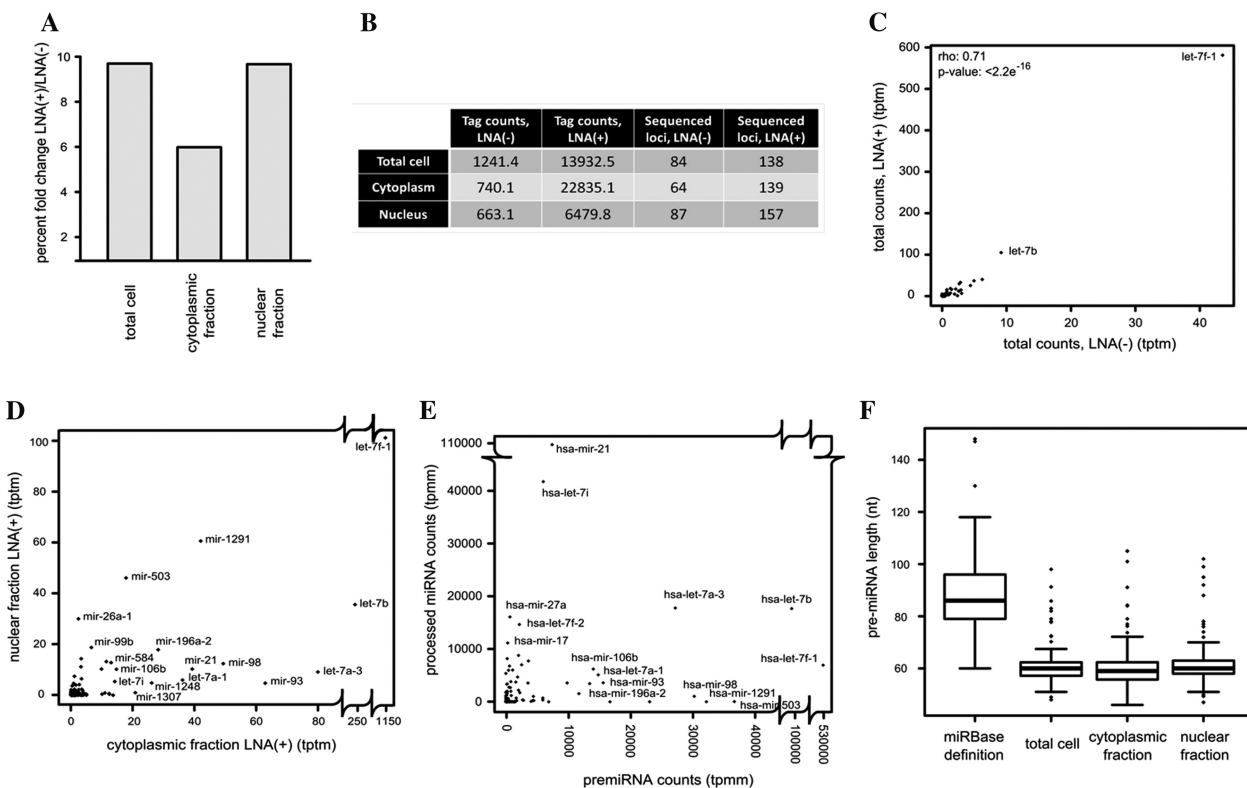 A
percent fold change LNA(+)/LNA(-)
10
8
6
4
2
total cell
cytoplasmic
fraction
nuclear
fraction
B
Tag counts, LNA(-)
Tag counts, LNA(+)
Sequenced loci, LNA(-)
Sequenced loci, LNA(+)
Total cell 1241.4 13932.5 84 138
Cytoplasm 740.1 22835.1 64 139
Nucleus 663.1 6479.8 87 157
C
rho: 0.71
p-value: <2.2e-16
let-7f-1
let-7b
total counts, LNA(+) (tptm)
600
500
400
300
200
100
0
0 10 20 30 40
total counts, LNA(-) (tptm)
D
nuclear fraction LNA(+) (tptm)
100
80
60
40
20
0
let-7f-1
mir-1291
mir-503
let-7b
mir-26a-1
mir-99b
mir-196a-2
mir-584
mir-21
mir-98
mir-106b
let-7a-3
let-7i
let-7a-1
mir-93
mir-1248
mir-1307
0 20 40 60 80 250 1150
cytoplasmic fraction LNA(+) (tptm)
E
processed miRNA counts (tpmm)
110000
40000
30000
20000
10000
0
hsa-mir-21
hsa-let-7i
hsa-let-7a-3
hsa-let-7b
hsa-mir-27a
hsa-let-7f-2
hsa-mir-17
hsa-mir-106b
hsa-let-7f-1
hsa-let-7a-1
hsa-mir-93
hsa-mir-98
hsa-mir-196a-2
hsa-mir-1291
hsa-mir-503
0
premiRNA counts (tpmm)
F
pre-miRNA length (nt)
140
120
100
80
60
miRBase
definition
total cell
cytoplasmic
fraction
nuclear
fraction